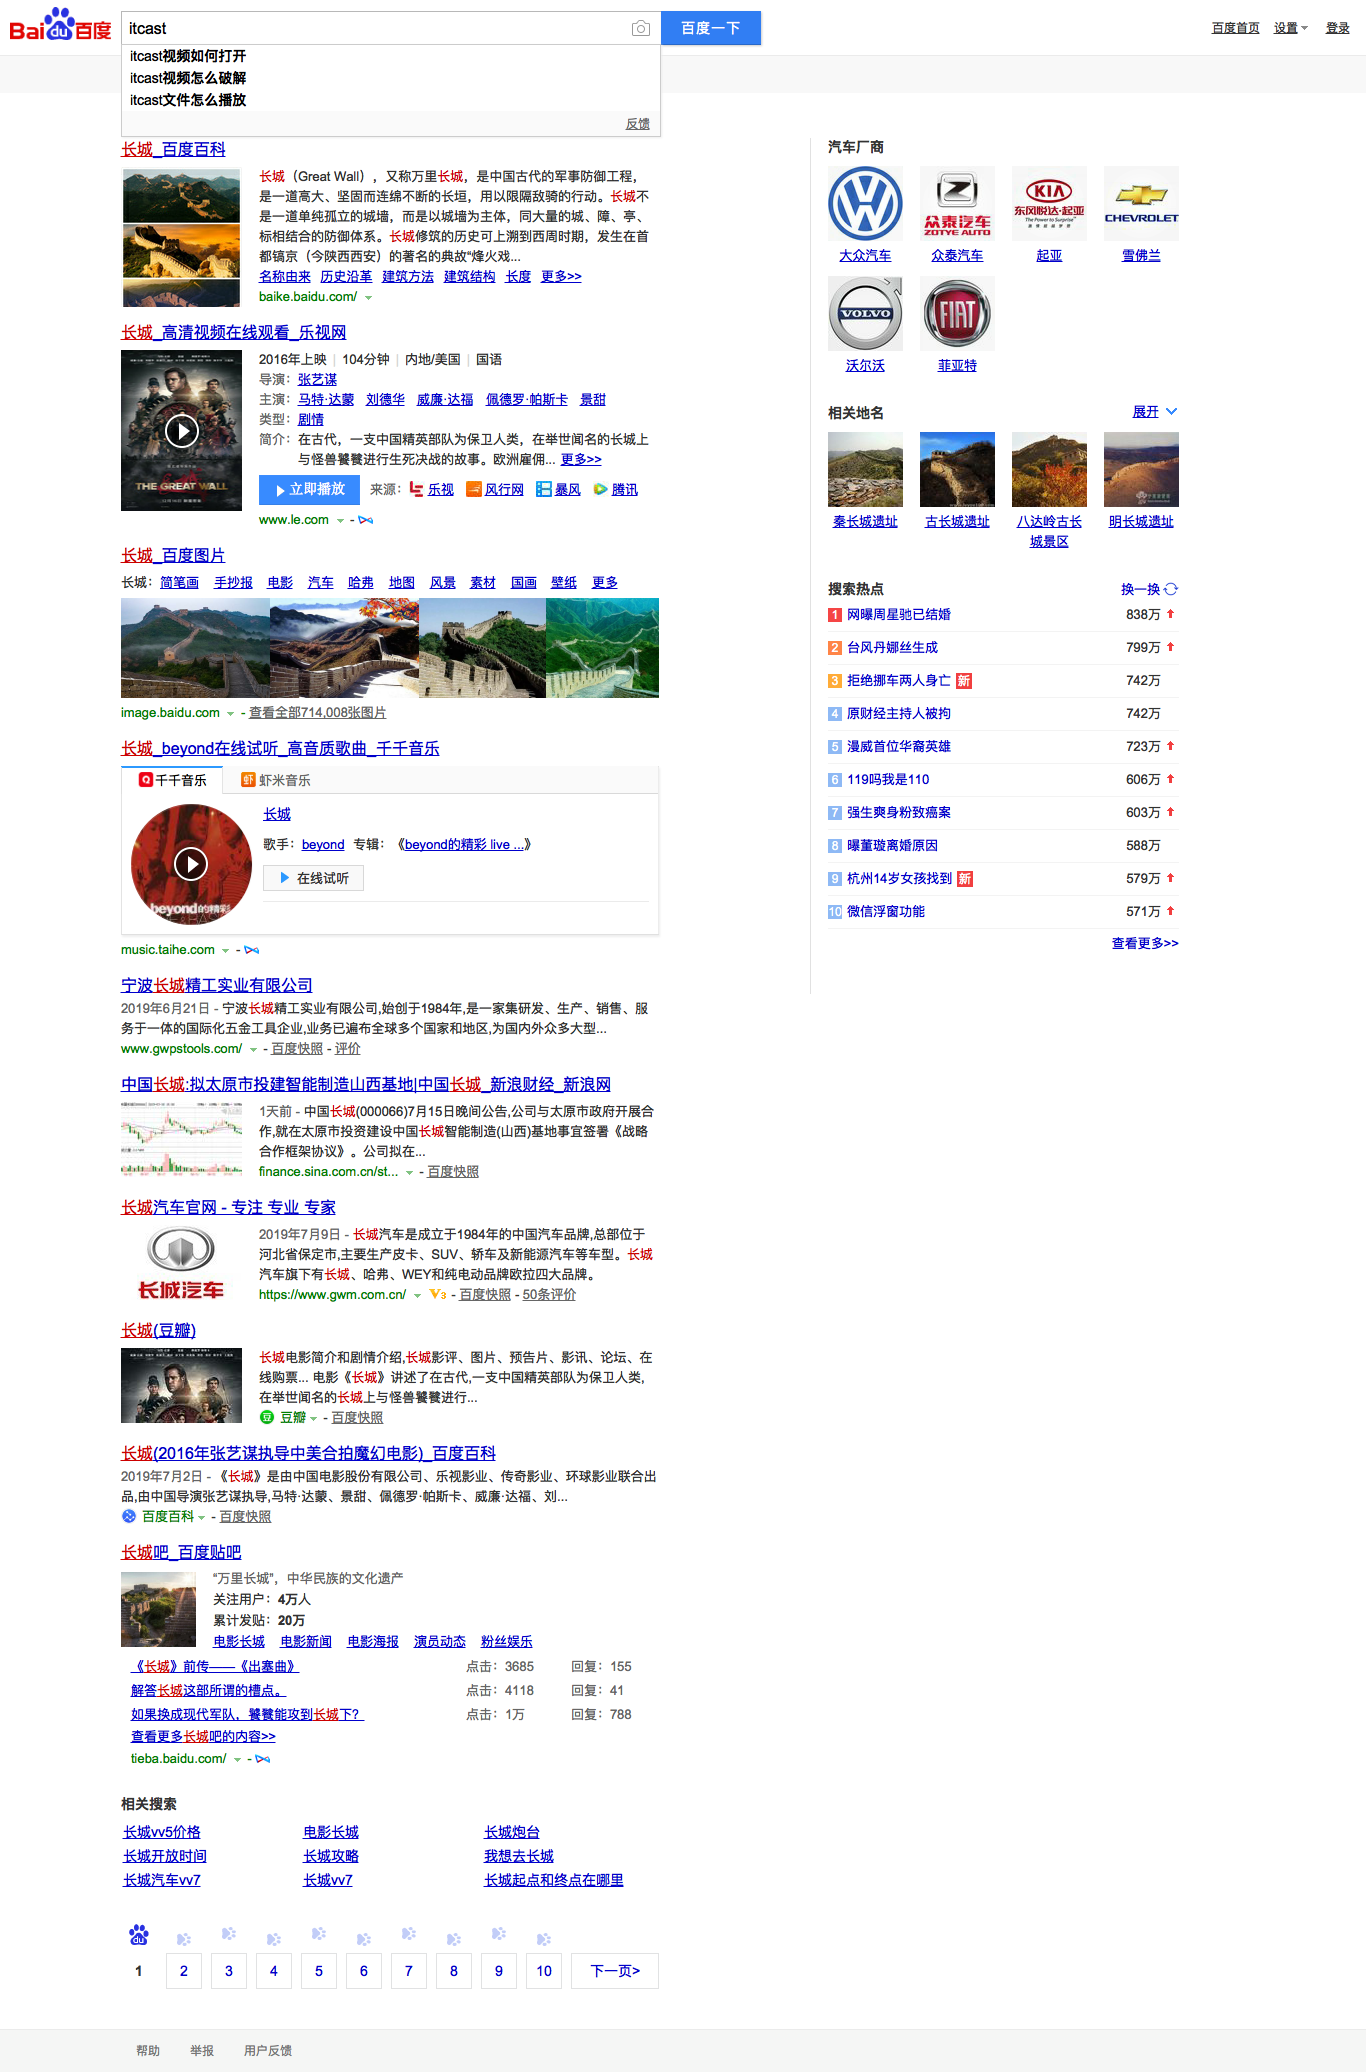 Bai du 百度
itcast
百度一下
百度首页 设置 登录
itcast视频如何打开
itcast视频怎么破解
itcast文件怎么播放
反馈
长城_百度百科
长城（Great Wall），又称万里长城，是中国古代的军事防御工程，
是一道高大、坚固而连绵不断的长垣，用以限隔敌骑的行动。长城不
是一道单纯孤立的城墙，而是以城墙为主体，同大量的城、障、亭、
标相结合的防御体系。长城修筑的历史可上溯到西周时期，发生在首
都镐京（今陕西西安）的著名的典故“烽火戏...
名称由来 历史沿革 建筑方法 建筑结构 长度 更多>>
baike.baidu.com/
长城_高清视频在线观看_乐视网
THE GREAT WALL
2016年上映 | 104分钟 | 内地/美国 | 国语
导演：张艺谋
主演：马特·达蒙 刘德华 威廉·达福 佩德罗·帕斯卡 景甜
类型：剧情
简介：在古代，一支中国精英部队为保卫人类，在举世闻名的长城上
与怪兽饕餮进行生死决战的故事。欧洲雇佣... 更多>>
立即播放 来源：乐视 风行网 暴风 腾讯
www.le.com -
长城_百度图片
长城：简笔画 手抄报 电影 汽车 哈弗 地图 风景 素材 国画 壁纸 更多
image.baidu.com - 查看全部714,008张图片
长城_beyond在线试听_高音质歌曲_千千音乐
千千音乐 虾 虾米音乐
beyond的精彩
长城
歌手：beyond 专辑：《beyond的精彩 live ...》
在线试听
music.taihe.com -
宁波长城精工实业有限公司
2019年6月21日 - 宁波长城精工实业有限公司,始创于1984年,是一家集研发、生产、销售、服
务于一体的国际化五金工具企业,业务已遍布全球多个国家和地区,为国内外众多大型...
www.gwpstools.com/ - 百度快照 - 评价
中国长城:拟太原市投建智能制造山西基地|中国长城_新浪财经_新浪网
1天前 - 中国长城(000066)7月15日晚间公告,公司与太原市政府开展合
作,就在太原市投资建设中国长城智能制造(山西)基地事宜签署《战略
合作框架协议》。公司拟在...
finance.sina.com.cn/st... - 百度快照
长城汽车官网 - 专注 专业 专家
长城汽车
2019年7月9日 - 长城汽车是成立于1984年的中国汽车品牌,总部位于
河北省保定市,主要生产皮卡、SUV、轿车及新能源汽车等车型。长城
汽车旗下有长城、哈弗、WEY和纯电动品牌欧拉四大品牌。
https://www.gwm.com.cn/ V3 - 百度快照 - 50条评价
长城(豆瓣)
长城电影简介和剧情介绍,长城影评、图片、预告片、影讯、论坛、在
线购票... 电影《长城》讲述了在古代,一支中国精英部队为保卫人类,
在举世闻名的长城上与怪兽饕餮进行...
豆 豆瓣 - 百度快照
长城(2016年张艺谋执导中美合拍魔幻电影)_百度百科
2019年7月2日 - 《长城》是由中国电影股份有限公司、乐视影业、传奇影业、环球影业联合出
品,由中国导演张艺谋执导,马特·达蒙、景甜、佩德罗·帕斯卡、威廉·达福、刘...
百度百科 - 百度快照
长城吧_百度贴吧
“万里长城”，中华民族的文化遗产
关注用户：4万人
累计发贴：20万
电影长城 电影新闻 电影海报 演员动态 粉丝娱乐
《长城》前传——《出塞曲》 点击：3685 回复：155
解答长城这部所谓的槽点。 点击：4118 回复：41
如果换成现代军队，饕餮能攻到长城下？ 点击：1万 回复：788
查看更多长城吧的内容>>
tieba.baidu.com/ -
相关搜索
长城vv5价格 电影长城 长城炮台
长城开放时间 长城攻略 我想去长城
长城汽车vv7 长城vv7 长城起点和终点在哪里
du
1 2 3 4 5 6 7 8 9 10 下一页>
帮助 举报 用户反馈
汽车厂商
众泰汽车
ZOTYE AUTO
KIA
东风悦达·起亚
The Power to Surprise
CHEVROLET
大众汽车 众泰汽车 起亚 雪佛兰
VOLVO FIAT
沃尔沃 菲亚特
相关地名 展开
秦长城遗址 古长城遗址 八达岭古长城景区 明长城遗址
搜索热点 换一换
1 网曝周星驰已结婚 838万
2 台风丹娜丝生成 799万
3 拒绝挪车两人身亡 新 742万
4 原财经主持人被拘 742万
5 漫威首位华裔英雄 723万
6 119吗我是110 606万
7 强生爽身粉致癌案 603万
8 曝董璇离婚原因 588万
9 杭州14岁女孩找到 新 579万
10 微信浮窗功能 571万
查看更多>>